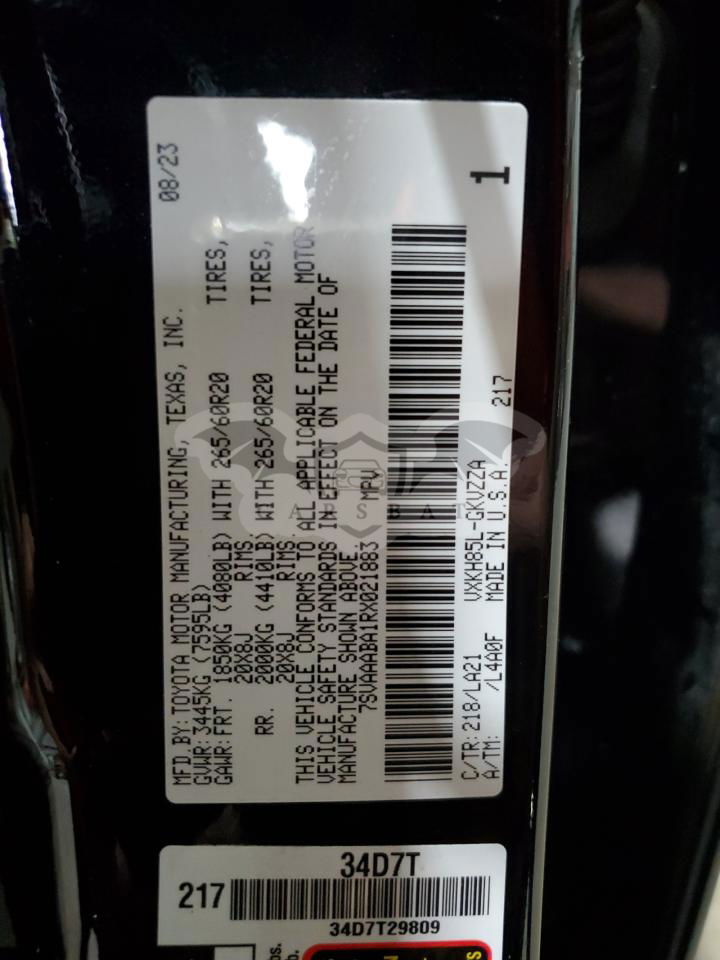 MFD.BY:TOYOTA MOTOR MANUFACTURING, TEXAS, INC. 08/23
GVWR:3445KG (7595LB)
GAWR:FRT. 1850KG (4080LB) WITH 265/60R20 TIRES,
20X8J RIMS.
RR. 2000KG (4410LB) WITH 265/60R20 TIRES,
20X8J RIMS
THIS VEHICLE CONFORMS TO ALL APPLICABLE FEDERAL MOTOR
VEHICLE SAFETY STANDARDS IN EFFECT ON THE DATE OF
MANUFACTURE SHOWN ABOVE.
7SVAAABA1RX021883 MPV
1
C/TR:218/LA21 VXKH85L-GKVZZA
A/TM: /L4A0F MADE IN U.S.A. 217
CARSBAT
34D7T
217
34D7T29809